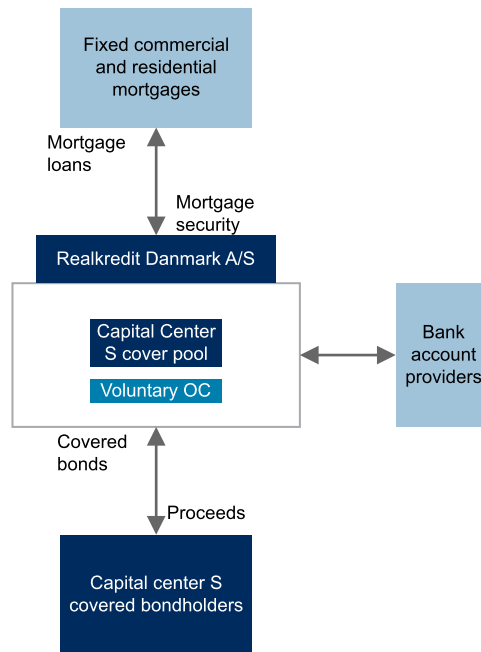 Fixed commercial
and residential
mortgages
Mortgage
loans
Mortgage
security
Realkredit Danmark A/S
Capital Center
S cover pool
Voluntary OC
Bank
account
providers
Covered
bonds
Proceeds
Capital center S
covered bondholders